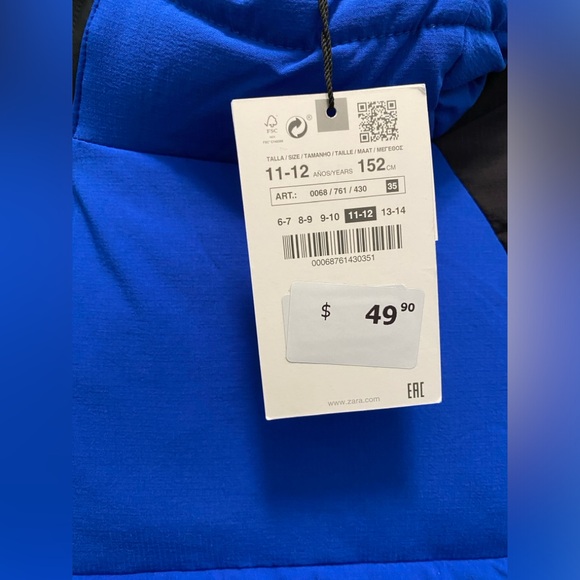 FSC
®
TALLA / SIZE / TAMANHO / TAILLE / MAAT / ΜΕΓΕΘΟΣ
11-12 AÑOS/YEARS 152 CM
ART.: 0068 / 761 / 430 35
6-7 8-9 9-10 11-12 13-14
00068761430351
$ 49 90
EAC
www.zara.com